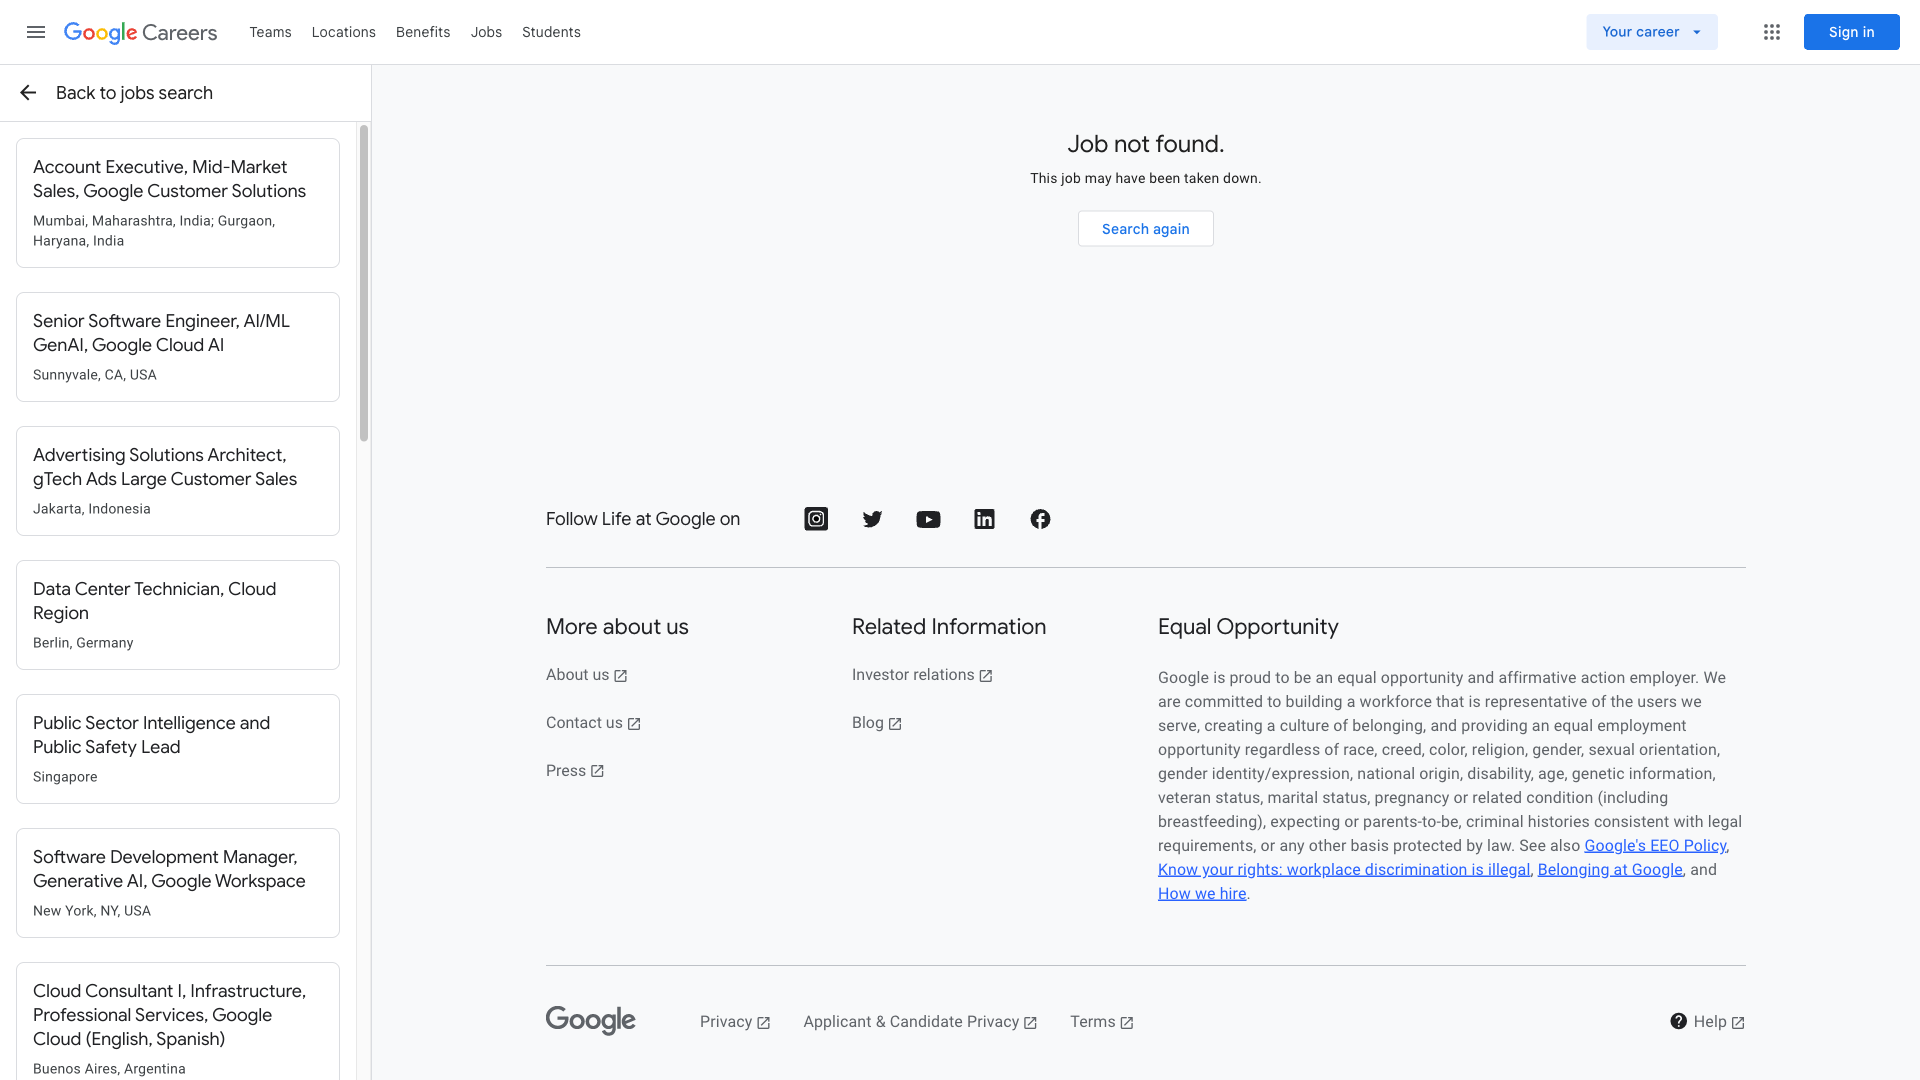 Google Careers
Teams
Locations
Benefits
Jobs
Students
Your career
Sign in
Back to jobs search
Account Executive, Mid-Market
Sales, Google Customer Solutions
Mumbai, Maharashtra, India; Gurgaon,
Haryana, India
Senior Software Engineer, AI/ML
GenAI, Google Cloud AI
Sunnyvale, CA, USA
Advertising Solutions Architect,
gTech Ads Large Customer Sales
Jakarta, Indonesia
Data Center Technician, Cloud
Region
Berlin, Germany
Public Sector Intelligence and
Public Safety Lead
Singapore
Software Development Manager,
Generative AI, Google Workspace
New York, NY, USA
Cloud Consultant I, Infrastructure,
Professional Services, Google
Cloud (English, Spanish)
Buenos Aires, Argentina
Job not found.
This job may have been taken down.
Search again
Follow Life at Google on
More about us
About us
Contact us
Press
Related Information
Investor relations
Blog
Equal Opportunity
Google is proud to be an equal opportunity and affirmative action employer. We
are committed to building a workforce that is representative of the users we
serve, creating a culture of belonging, and providing an equal employment
opportunity regardless of race, creed, color, religion, gender, sexual orientation,
gender identity/expression, national origin, disability, age, genetic information,
veteran status, marital status, pregnancy or related condition (including
breastfeeding), expecting or parents-to-be, criminal histories consistent with legal
requirements, or any other basis protected by law. See also Google's EEO Policy,
Know your rights: workplace discrimination is illegal, Belonging at Google, and
How we hire.
Google
Privacy
Applicant & Candidate Privacy
Terms
Help